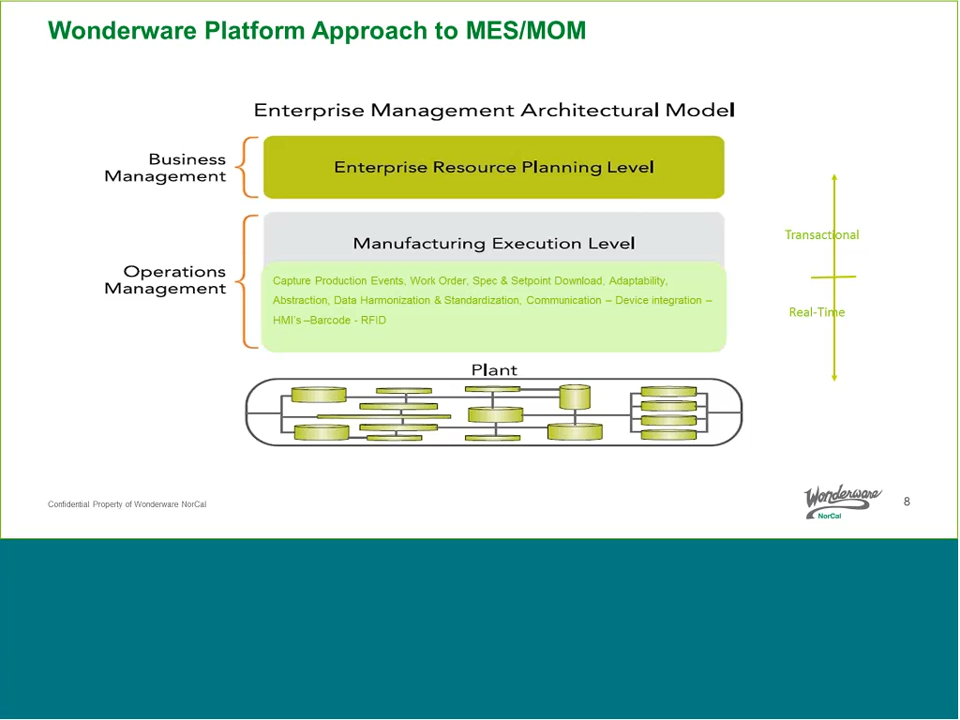 Wonderware Platform Approach to MES/MOM
Enterprise Management Architectural Model
Business
Management
Enterprise Resource Planning Level
Operations
Management
Manufacturing Execution Level
Capture Production Events, Work Order, Spec & Setpoint Download, Adaptability,
Abstraction, Data Harmonization & Standardization, Communication – Device integration –
HMI's –Barcode - RFID
Transactional
Real-Time
Plant
Confidential Property of Wonderware NorCal
Wonderware
NorCal
8